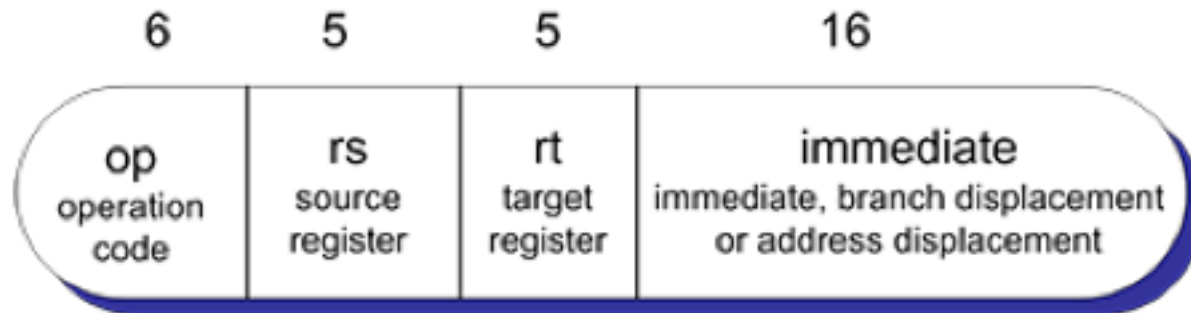 6 5 5 16
op rs rt immediate
operation source target immediate, branch displacement
code register register or address displacement